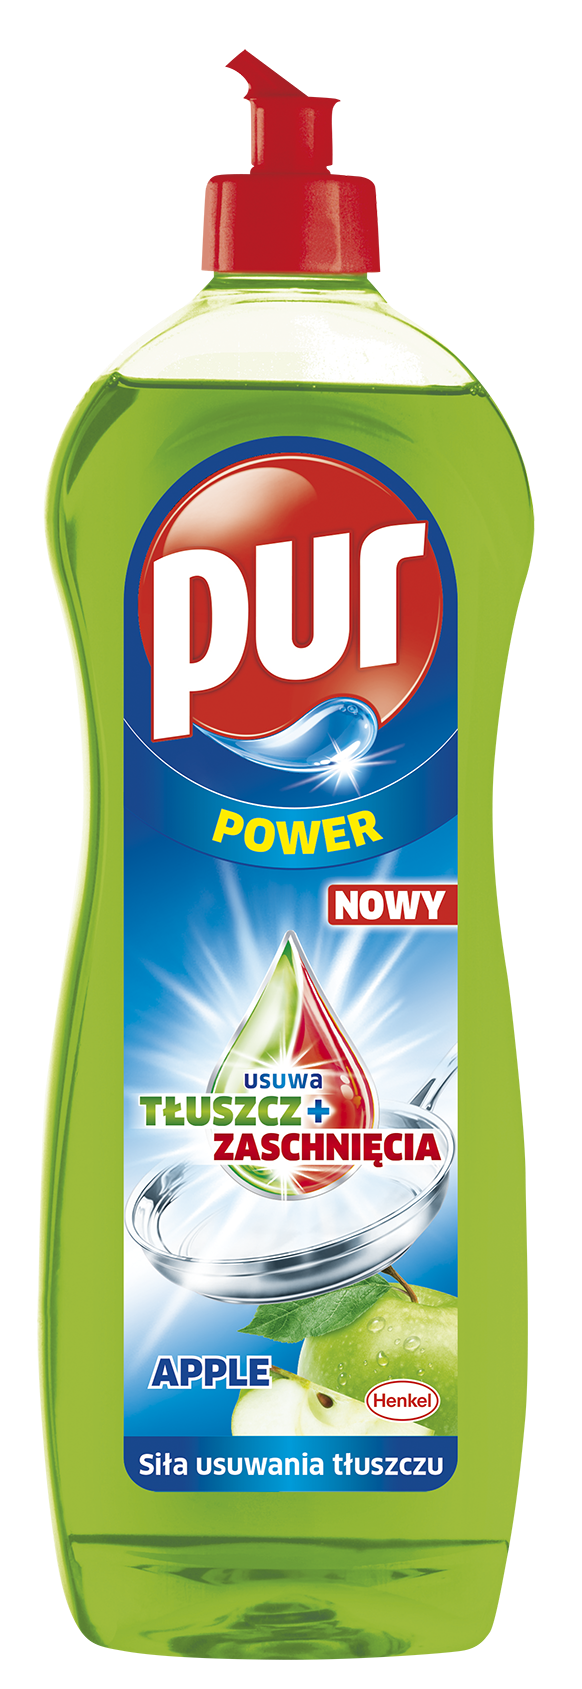 pur
POWER
NOWY
usuwa
TŁUSZCZ+
ZASCHNIĘCIA
APPLE
Henkel
Siła usuwania tłuszczu